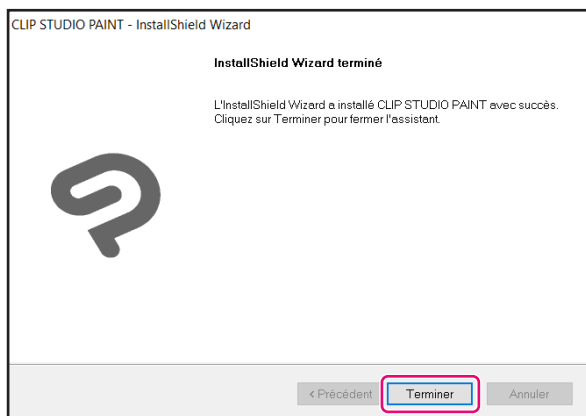 CLIP STUDIO PAINT - InstallShield Wizard
InstallShield Wizard terminé
L'InstallShield Wizard a installé CLIP STUDIO PAINT avec succès.
Cliquez sur Terminer pour fermer l'assistant.
< Précédent Terminer Annuler